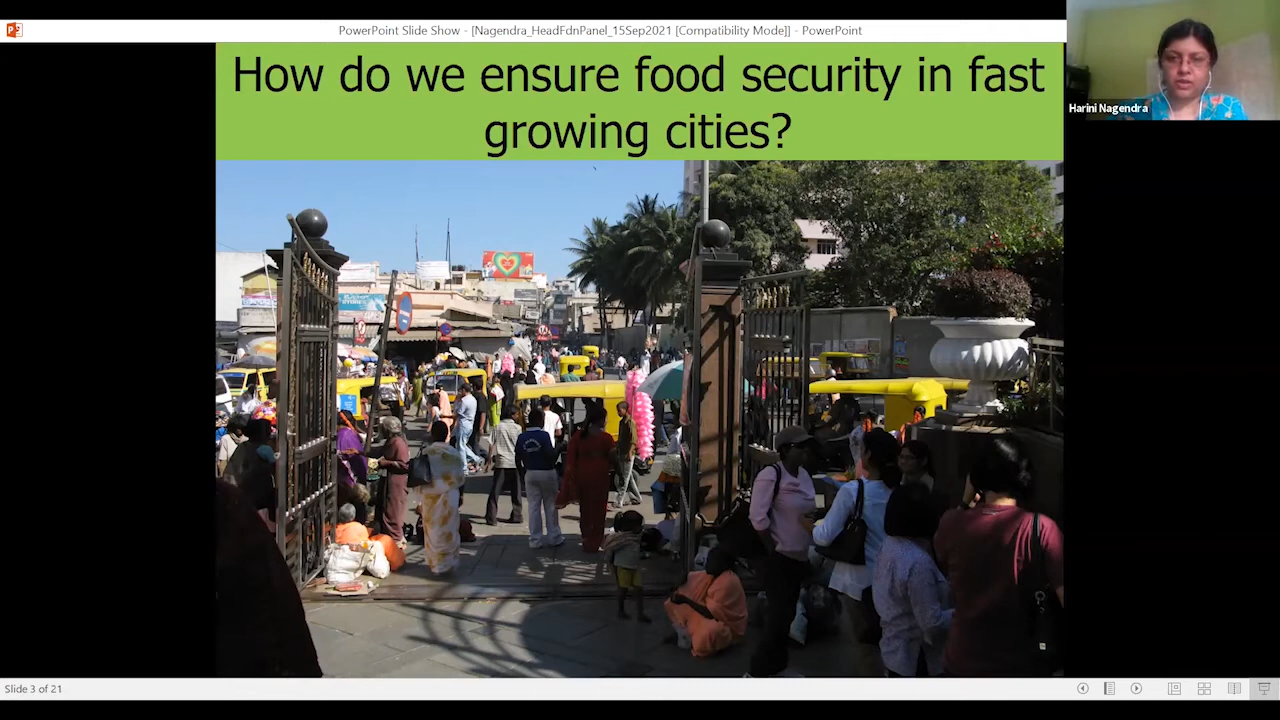 PowerPoint Slide Show - [Nagendra_HeadFdnPanel_15Sep2021 [Compatibility Mode]] - PowerPoint
Harini Nagendra
How do we ensure food security in fast
growing cities?
Slide 3 of 21